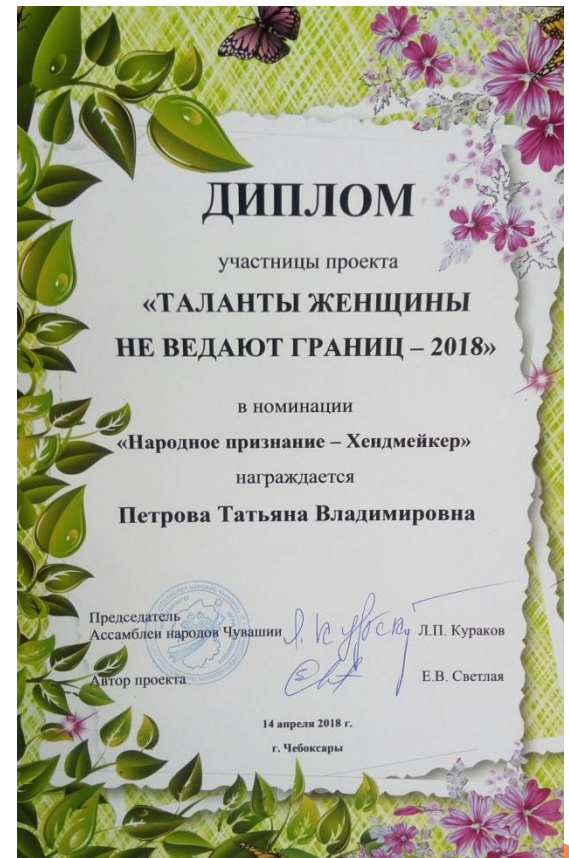 ДИПЛОМ
участницы проекта
«ТАЛАНТЫ ЖЕНЩИНЫ
НЕ ВЕДАЮТ ГРАНИЦ – 2018»
в номинации
«Народное признание – Хендмейкер»
награждается
Петрова Татьяна Владимировна
Председатель
Ассамблеи народов Чувашии Л.П. Кураков
Автор проекта Е.В. Светлая
14 апреля 2018 г.
г. Чебоксары